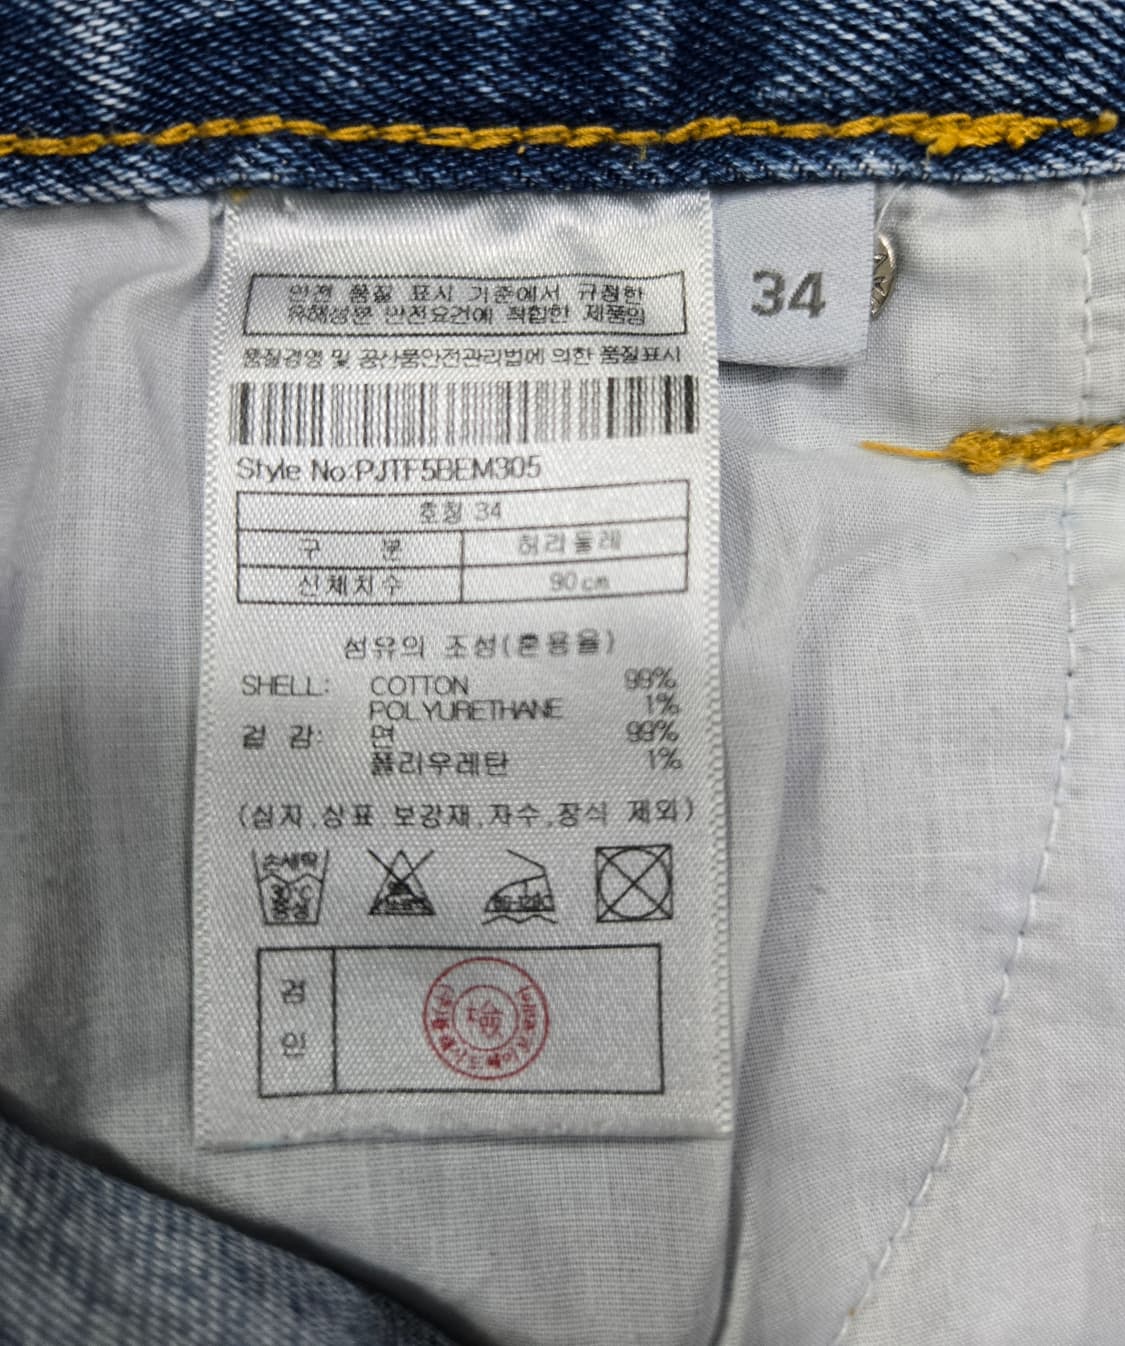 안전 품질 표시 기준에서 규정한
유해성분 안전요건에 적합한 제품임
34
품질경영 및 공산품안전관리법에 의한 품질표시
Style No:PJTF5BEM305
호칭 34
구 분 허리둘레
신체치수 90cm
섬유의 조성(혼용율)
SHELL: COTTON 99%
POLYURETHANE 1%
겉 감: 면 99%
폴리우레탄 1%
(심지,상표 보강재,자수,장식 제외)
손세탁
중성
검
인
檢